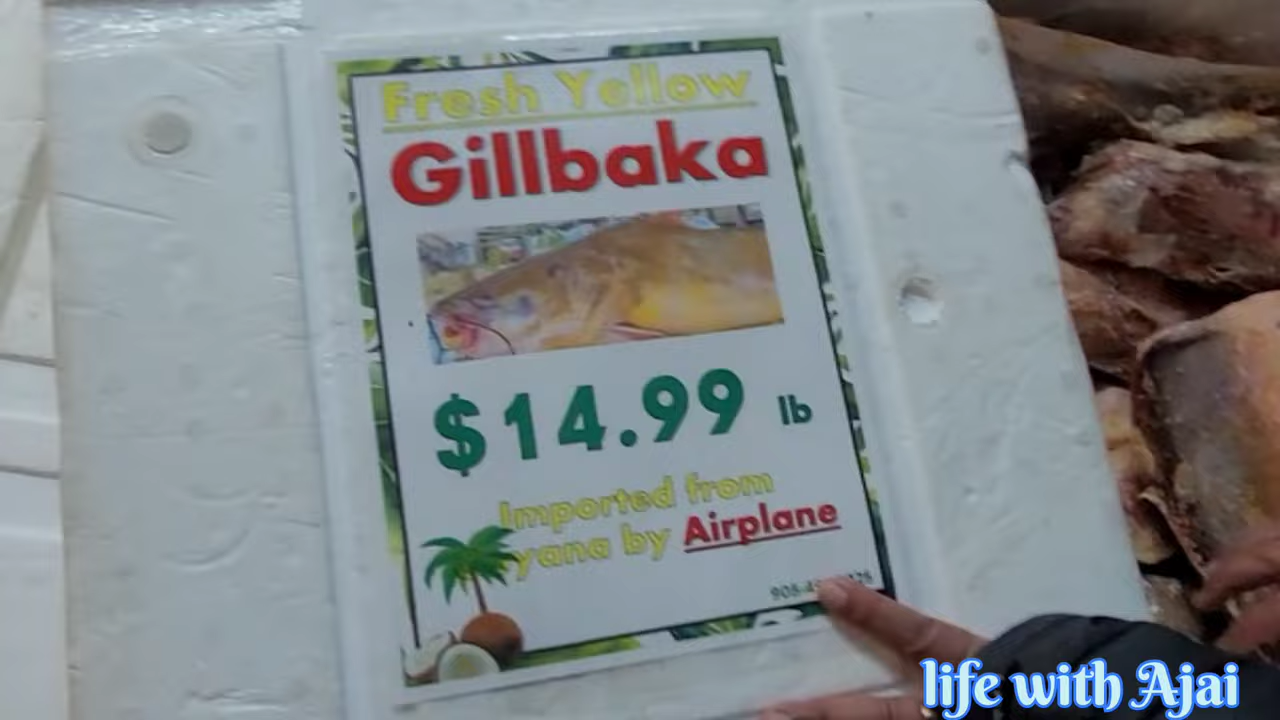 Fresh Yellow
Gillbaka
$14.99 lb
Imported from
yana by Airplane
life with Ajai